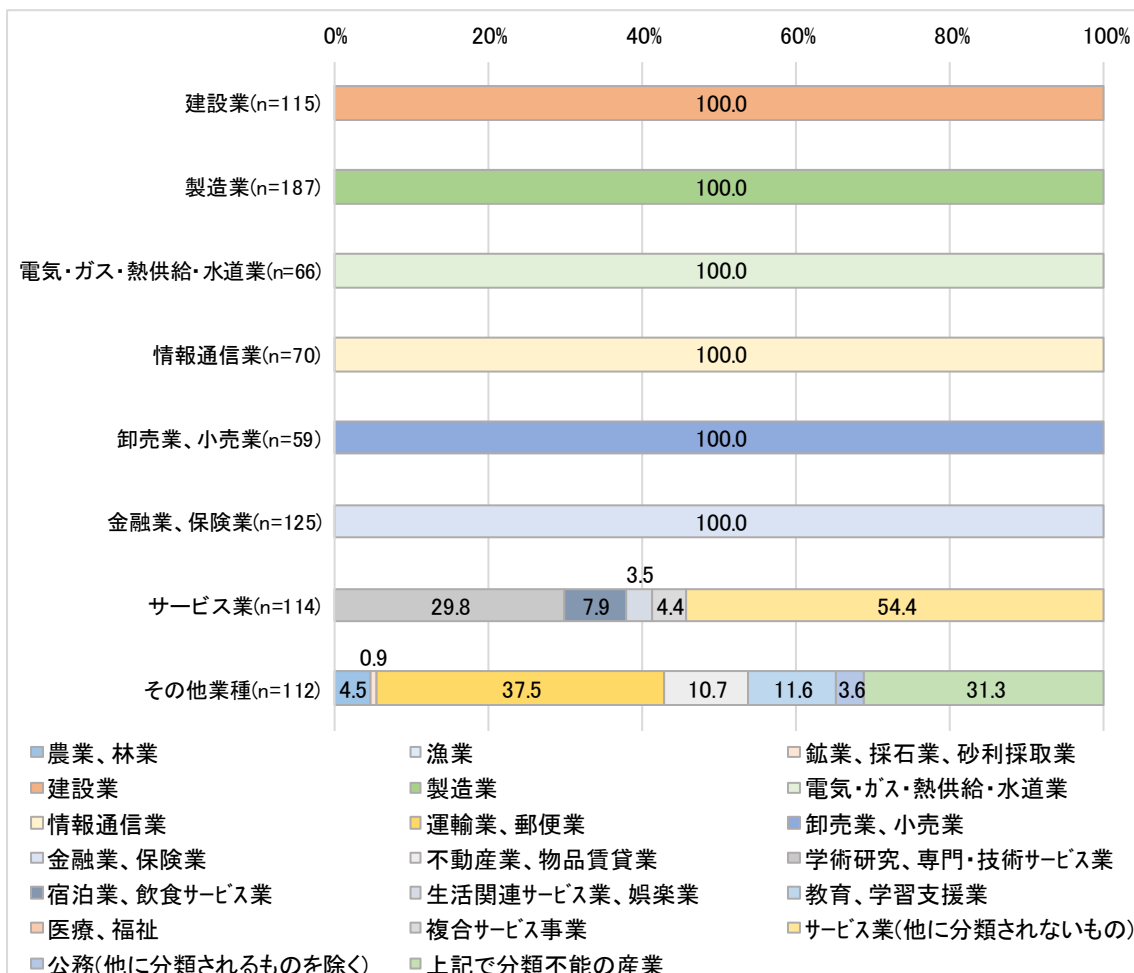 0% 20% 40% 60% 80% 100%
建設業(n=115) 100.0
製造業(n=187) 100.0
電気・ガス・熱供給・水道業(n=66) 100.0
情報通信業(n=70) 100.0
卸売業、小売業(n=59) 100.0
金融業、保険業(n=125) 100.0
3.5
サービス業(n=114) 29.8 7.9 4.4 54.4
0.9
その他業種(n=112) 4.5 37.5 10.7 11.6 3.6 31.3
農業、林業 漁業 鉱業、採石業、砂利採取業
建設業 製造業 電気・ガス・熱供給・水道業
情報通信業 運輸業、郵便業 卸売業、小売業
金融業、保険業 不動産業、物品賃貸業 学術研究、専門・技術サービス業
宿泊業、飲食サービス業 生活関連サービス業、娯楽業 教育、学習支援業
医療、福祉 複合サービス事業 サービス業(他に分類されないもの)
公務(他に分類されるものを除く) 上記で分類不能の産業